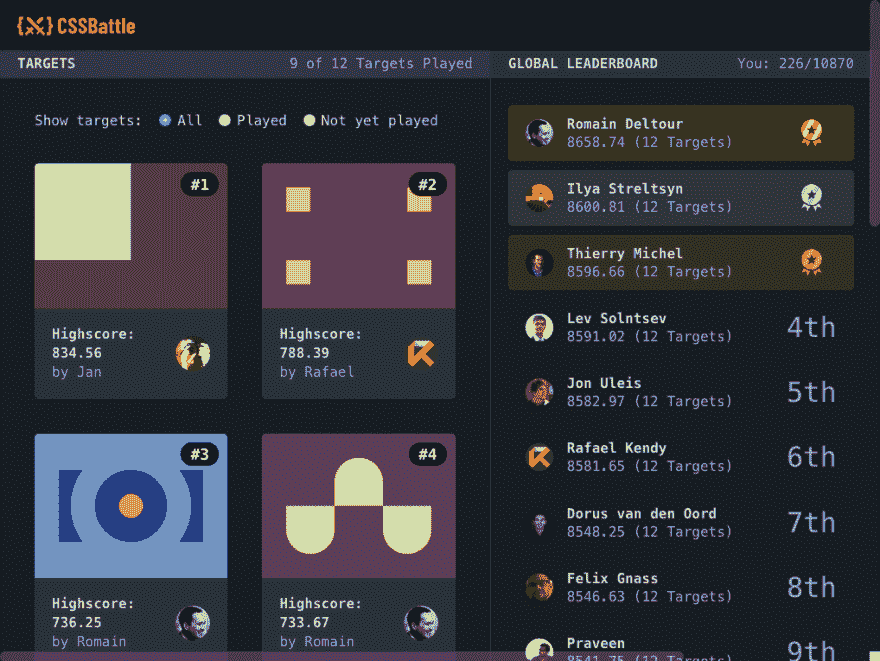 {⚔} CSSBattle
TARGETS
9 of 12 Targets Played
Show targets: All Played Not yet played
#1
Highscore:
834.56
by Jan
#2
Highscore:
788.39
by Rafael
#3
Highscore:
736.25
by Romain
#4
Highscore:
733.67
by Romain
GLOBAL LEADERBOARD
You: 226/10870
Romain Deltour
8658.74 (12 Targets)
Ilya Streltsyn
8600.81 (12 Targets)
Thierry Michel
8596.66 (12 Targets)
Lev Solntsev
8591.02 (12 Targets)
4th
Jon Uleis
8582.97 (12 Targets)
5th
Rafael Kendy
8581.65 (12 Targets)
6th
Dorus van den Oord
8548.25 (12 Targets)
7th
Felix Gnass
8546.63 (12 Targets)
8th
Praveen
8541.75 (12 Targets)
9th